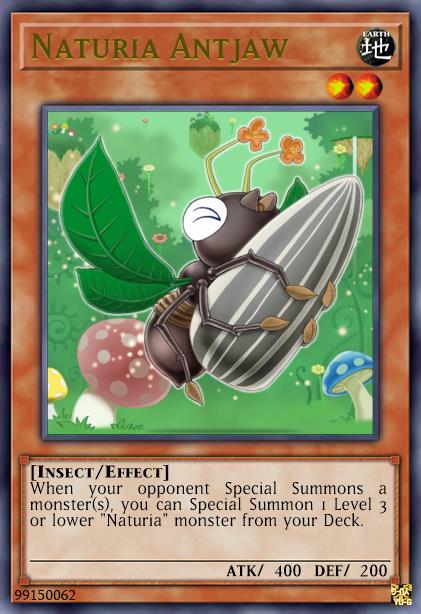 Naturia Antjaw
EARTH
地
[Insect/Effect]
When your opponent Special Summons a
monster(s), you can Special Summon 1 Level 3
or lower "Naturia" monster from your Deck.
ATK/ 400 DEF/ 200
99150062